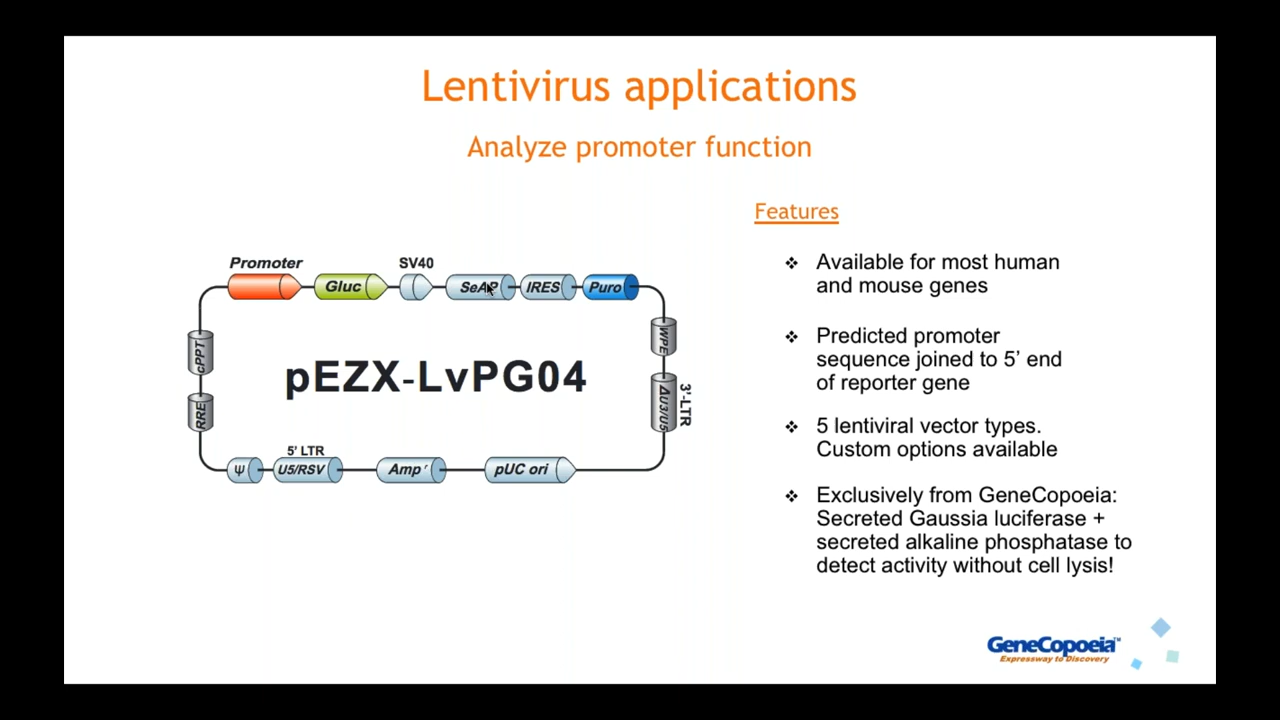 Lentivirus applications
Analyze promoter function
Features
❖ Available for most human
and mouse genes
❖ Predicted promoter
sequence joined to 5’ end
of reporter gene
❖ 5 lentiviral vector types.
Custom options available
❖ Exclusively from GeneCopoeia:
Secreted Gaussia luciferase +
secreted alkaline phosphatase to
detect activity without cell lysis!
Promoter
SV40
Gluc
SeAP
IRES
Puro
cPPT
WPE
pEZX-LvPG04
RRE
ΔU3/U5
3'-LTR
5' LTR
Ψ
U5/RSV
Amp r
pUC ori
GeneCopoeia™
Expressway to Discovery